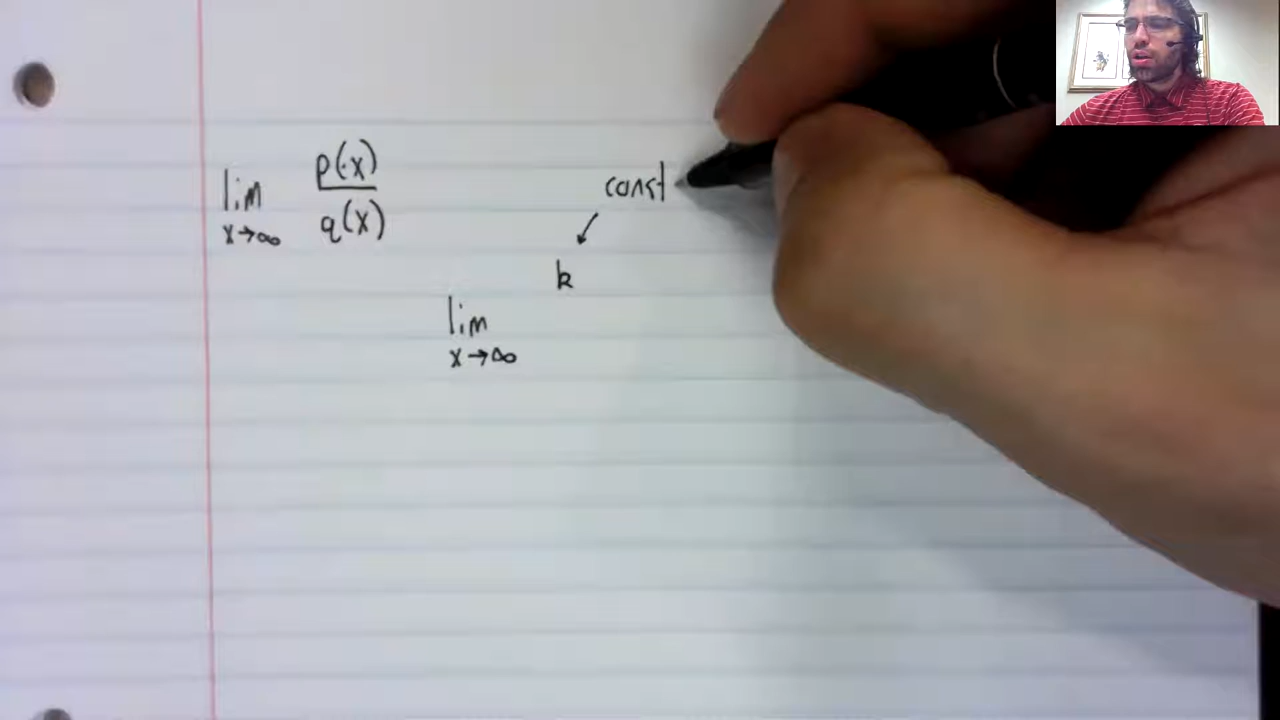 lim p(x)
x→∞ q(x)
const
k
lim
x→∞